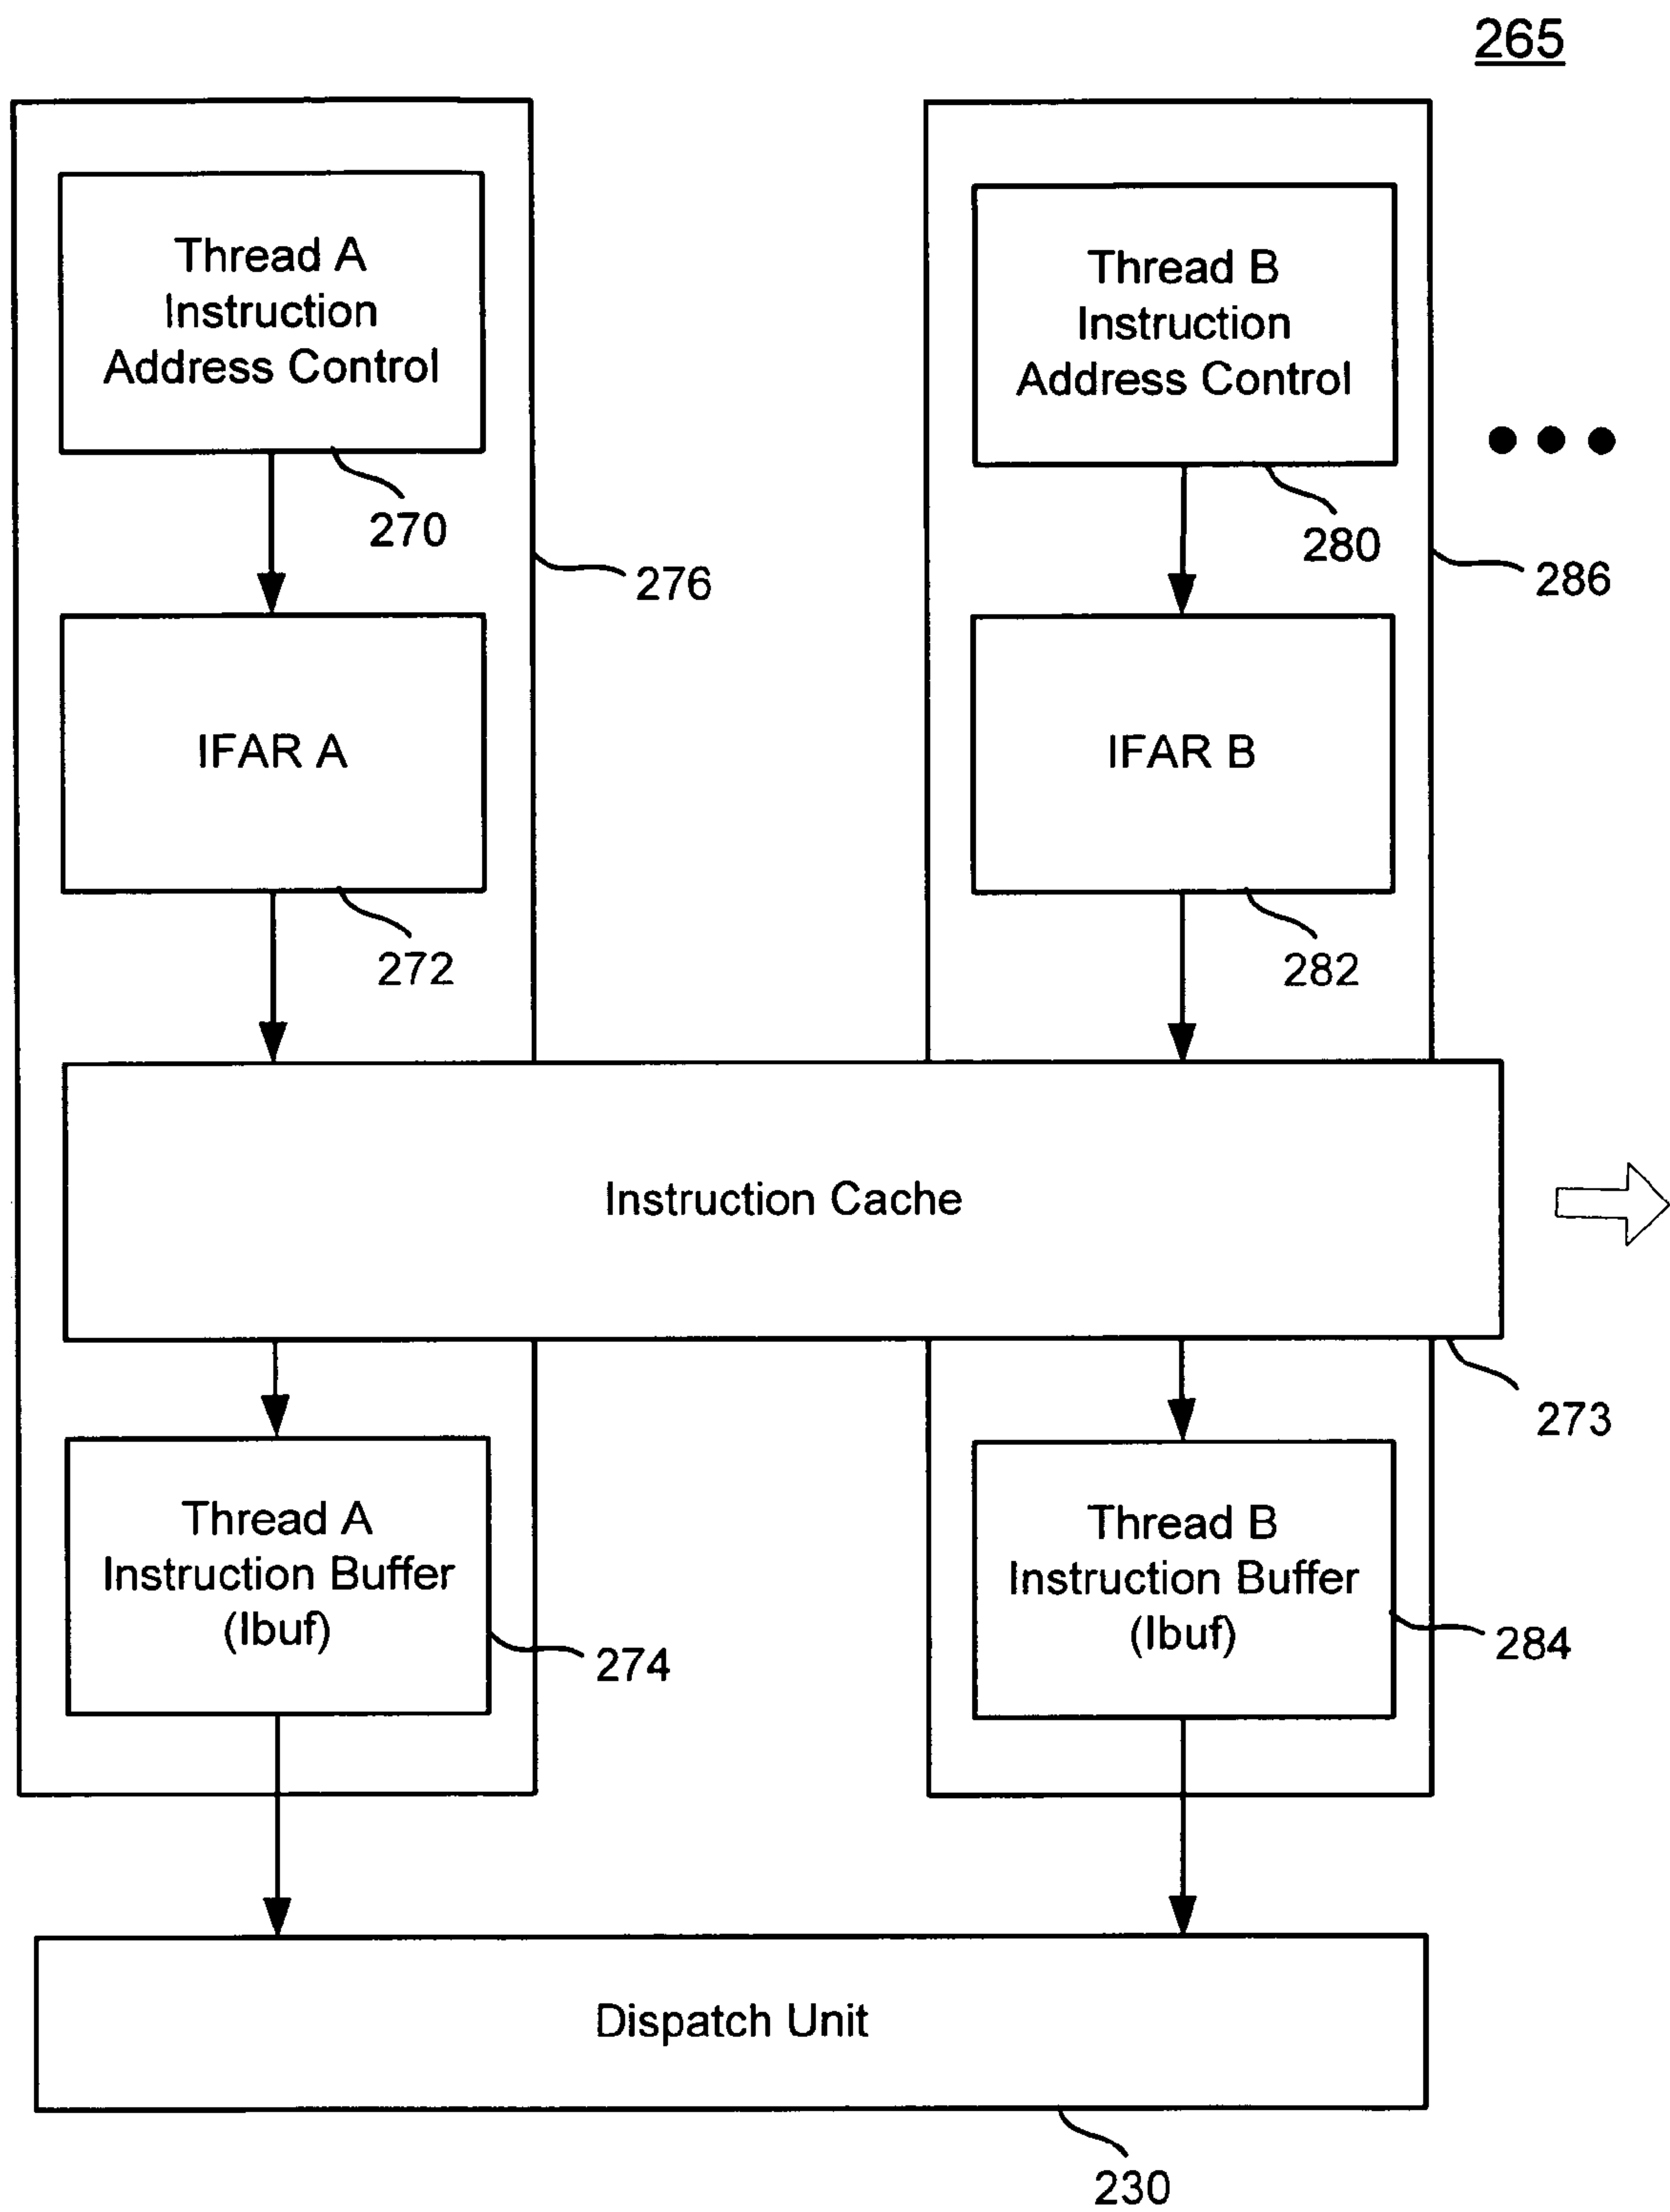 265
Thread A
Instruction
Address Control
270
276
Thread B
Instruction
Address Control
280
286
IFAR A
272
IFAR B
282
Instruction Cache
273
Thread A
Instruction Buffer
(Ibuf)
274
Thread B
Instruction Buffer
(Ibuf)
284
Dispatch Unit
230